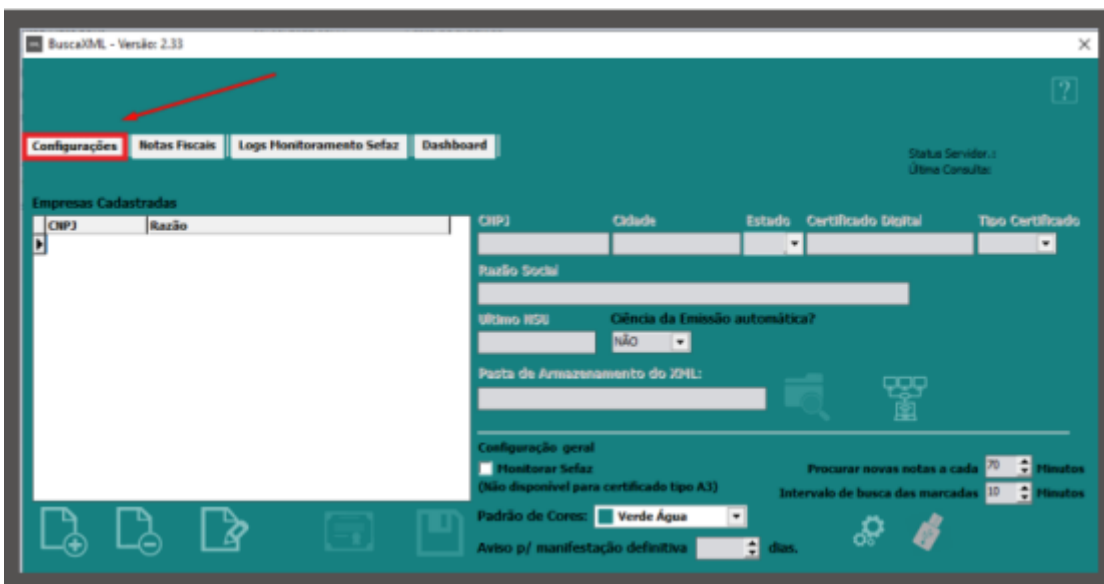 BuscaXML - Versão: 2.33
Configurações Notas Fiscais Logs Monitoramento Sefaz Dashboard
Status Servidor.:
Última Consulta:
Empresas Cadastradas
CNPJ Razão
CNPJ Cidade Estado Certificado Digital Tipo Certificado
Razão Social
Ultimo NSU Ciência da Emissão automática?
NÃO
Pasta de Armazenamento do XML:
Configuração geral
Monitorar Sefaz Procurar novas notas a cada 70 Minutos
(Não disponível para certificado tipo A3) Intervalo de busca das marcadas 10 Minutos
Padrão de Cores: Verde Água
Aviso p/ manifestação definitiva dias.